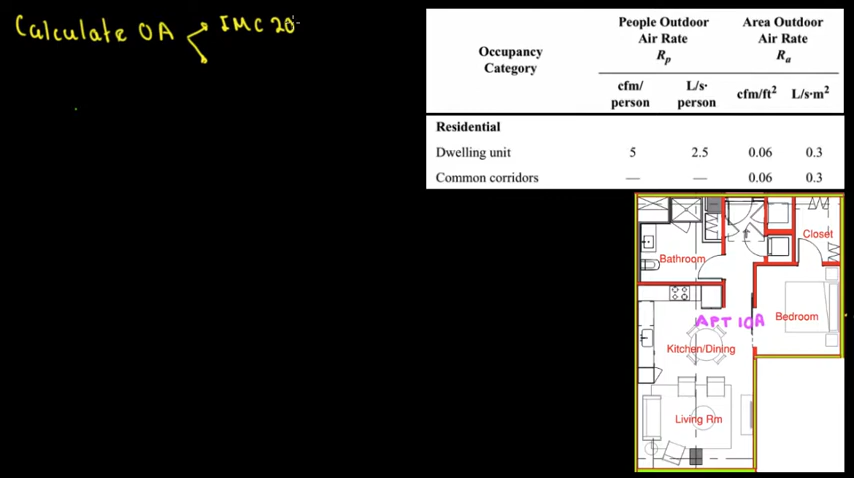 Calculate OA
IMC 20
Occupancy Category
People Outdoor Air Rate Rp
Area Outdoor Air Rate Ra
cfm/person
L/s·person
cfm/ft²
L/s·m²
Residential
Dwelling unit 5 2.5 0.06 0.3
Common corridors — — 0.06 0.3
Closet
Bathroom
Bedroom
APT 10A
Kitchen/Dining
Living Rm